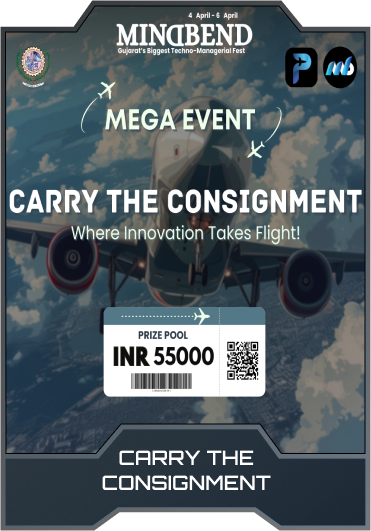 4 April - 6 April
MINDBEND
Gujarat's Biggest Techno-Managerial Fest
MEGA EVENT
CARRY THE CONSIGNMENT
Where Innovation Takes Flight!
PRIZE POOL
INR 55000
CARRY THE
CONSIGNMENT